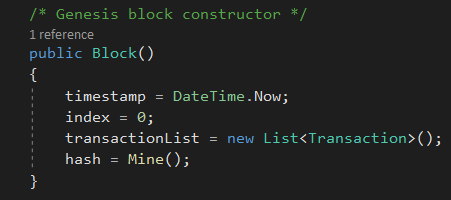 /* Genesis block constructor */
1 reference
public Block()
{
    timestamp = DateTime.Now;
    index = 0;
    transactionList = new List<Transaction>();
    hash = Mine();
}